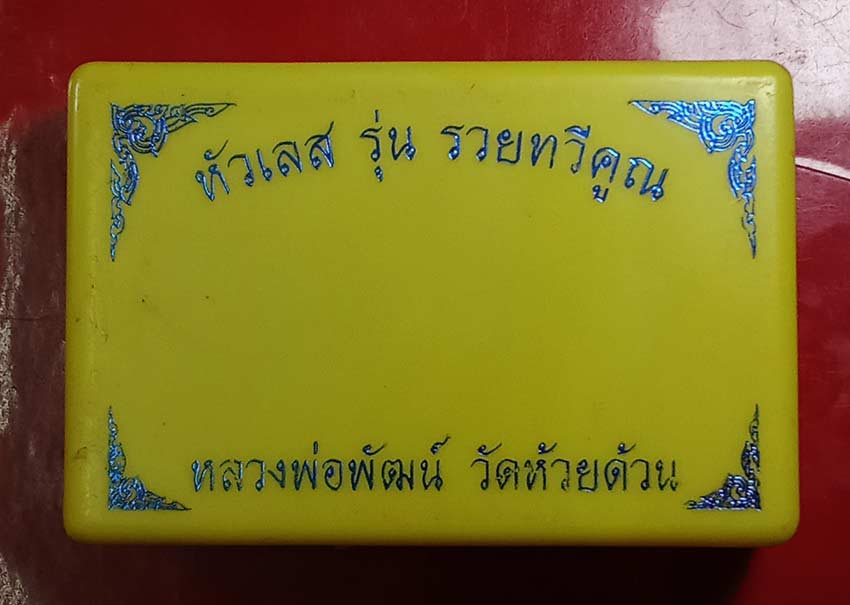 หัวเลส รุ่น รวยทวีคูณ
หลวงพ่อพัฒน์ วัดห้วยด้วน